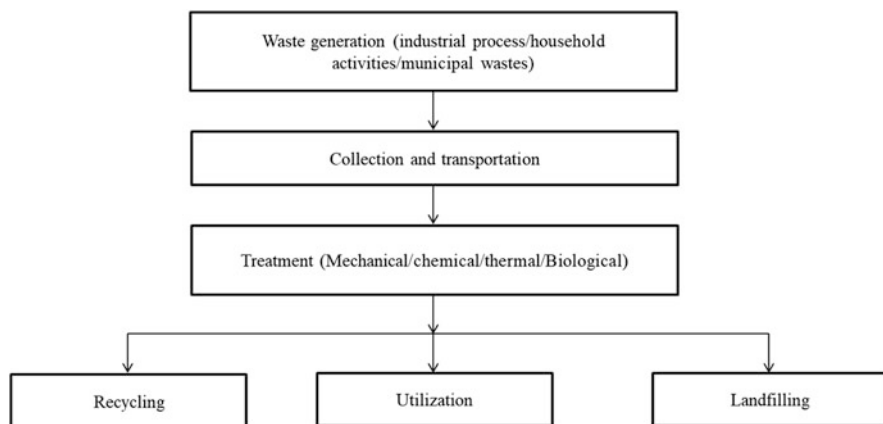 Waste generation (industrial process/household
activities/municipal wastes)
Collection and transportation
Treatment (Mechanical/chemical/thermal/Biological)
Recycling
Utilization
Landfilling